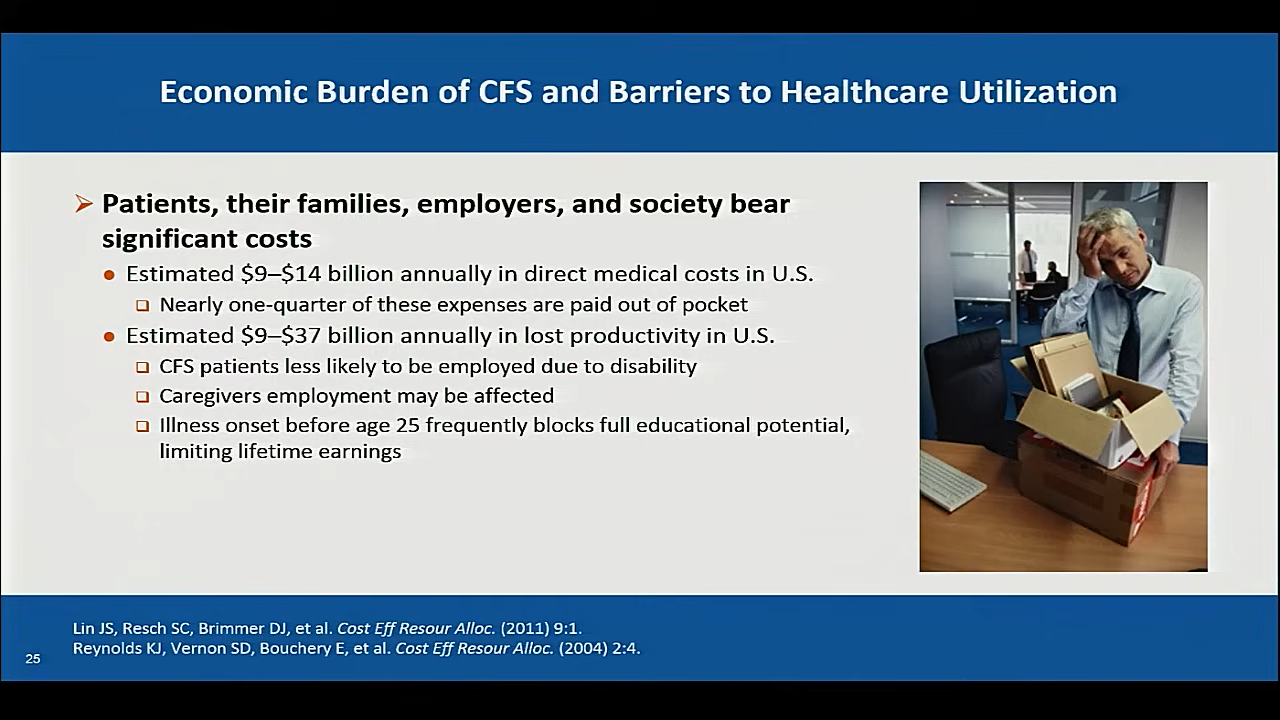 Economic Burden of CFS and Barriers to Healthcare Utilization
Patients, their families, employers, and society bear
significant costs
Estimated $9–$14 billion annually in direct medical costs in U.S.
Nearly one-quarter of these expenses are paid out of pocket
Estimated $9–$37 billion annually in lost productivity in U.S.
CFS patients less likely to be employed due to disability
Caregivers employment may be affected
Illness onset before age 25 frequently blocks full educational potential,
limiting lifetime earnings
Lin JS, Resch SC, Brimmer DJ, et al. Cost Eff Resour Alloc. (2011) 9:1.
Reynolds KJ, Vernon SD, Bouchery E, et al. Cost Eff Resour Alloc. (2004) 2:4.
25